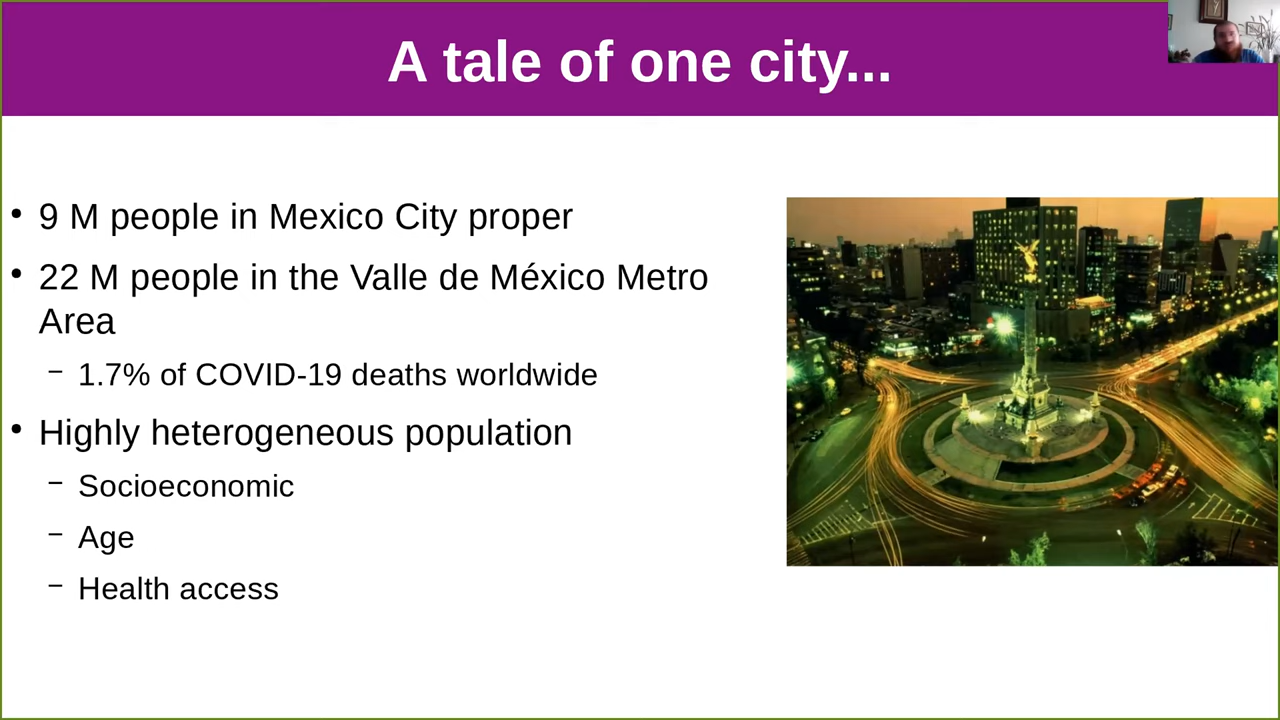 A tale of one city...
• 9 M people in Mexico City proper
• 22 M people in the Valle de México Metro
Area
– 1.7% of COVID-19 deaths worldwide
• Highly heterogeneous population
– Socioeconomic
– Age
– Health access